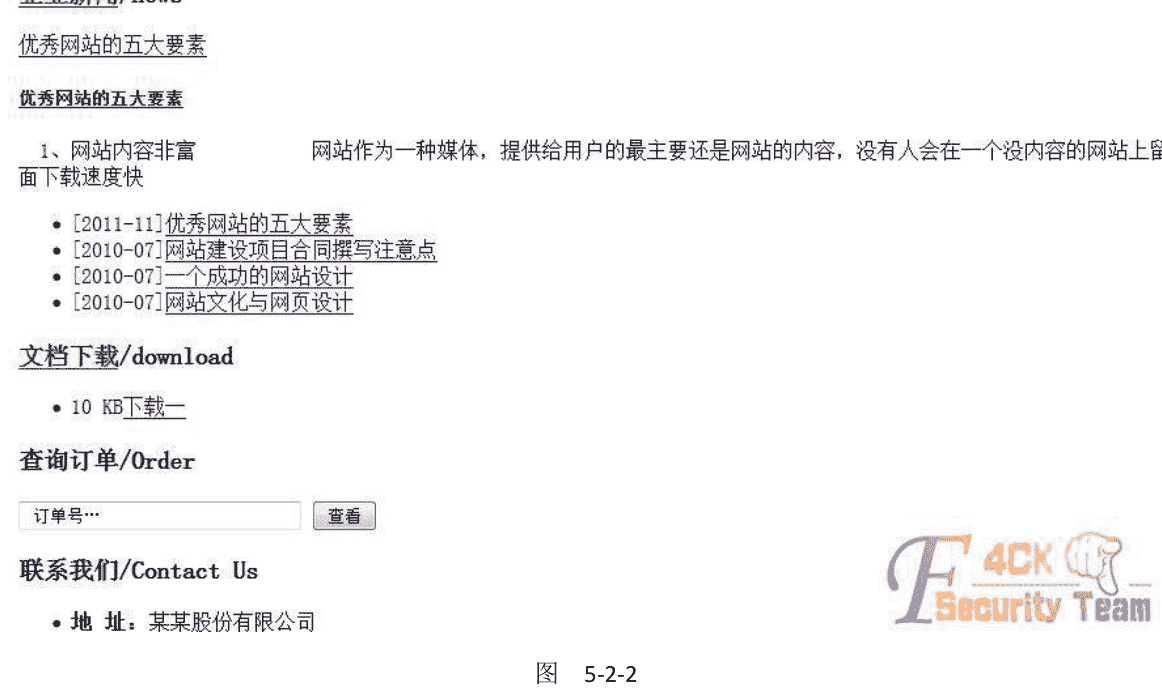 优秀网站的五大要素
优秀网站的五大要素
1、网站内容非富 网站作为一种媒体，提供给用户的最主要还是网站的内容，没有人会在一个没内容的网站上留
面下载速度快
• [2011-11]优秀网站的五大要素
• [2010-07]网站建设项目合同撰写注意点
• [2010-07]一个成功的网站设计
• [2010-07]网站文化与网页设计
文档下载/download
• 10 KB下载一
查询订单/Order
订单号… 查看
联系我们/Contact Us
• 地 址：某某股份有限公司
F4CK
Security Team
图 5-2-2